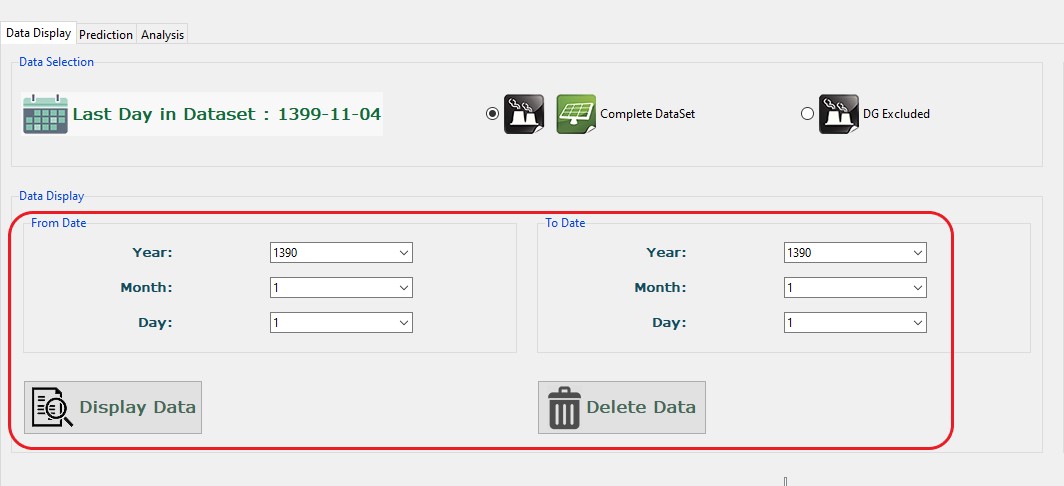 Data Display Prediction Analysis
Data Selection
Last Day in Dataset : 1399-11-04
Complete DataSet
DG Excluded
Data Display
From Date
Year: 1390
Month: 1
Day: 1
To Date
Year: 1390
Month: 1
Day: 1
Display Data
Delete Data